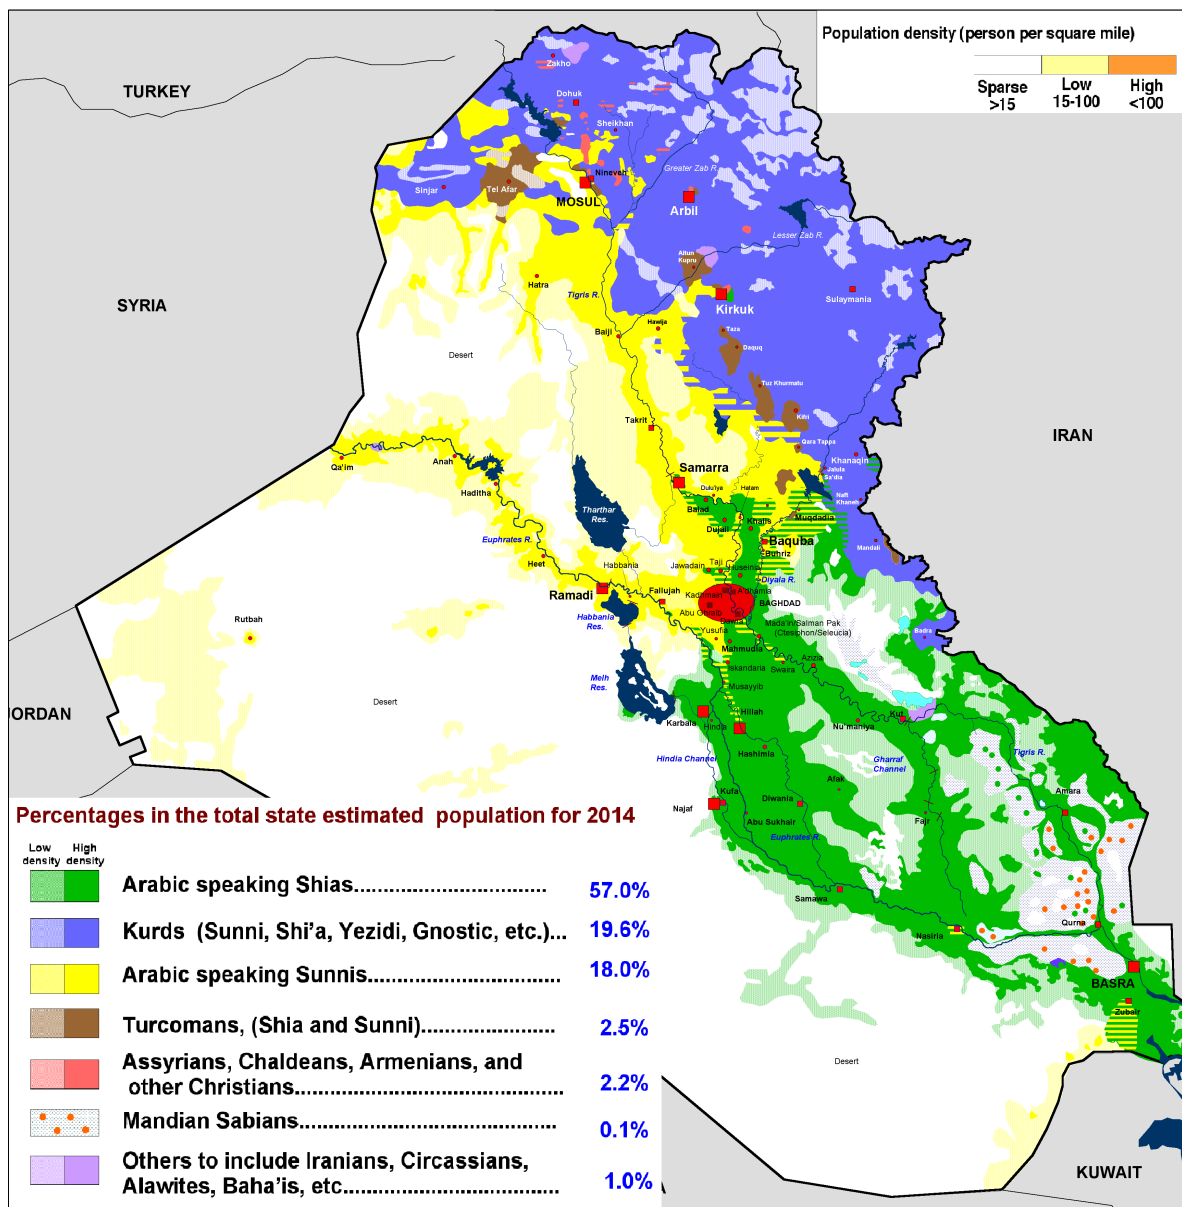 Population density (person per square mile)
Sparse
>15
Low
15-100
High
<100
TURKEY
SYRIA
JORDAN
IRAN
KUWAIT
Zakho
Dohuk
Sheikhan
Nineveh
MOSUL
Sinjar
Tel Afar
Greater Zab R.
Arbil
Lesser Zab R.
Altun
Kupru
Hatra
Tigris R.
Kirkuk
Sulaymania
Baiji
Hawija
Taza
Daquq
Desert
Tuz Khurmatu
Kifri
Takrit
Qara Tappa
Khanaqin
Jalula
Sa'dia
Naft
Khaneh
Qa'im
Anah
Haditha
Samarra
Dulu'iya
Balad
Dujail
Khalis
Muqdadia
Tharthar
Res.
Baquba
Buhriz
Mandali
Euphrates R.
Heet
Habbania
Jawadain
Taji
Huseinia
Diyala R.
Ramadi
Fallujah
Kadhmain
A'dhamia
BAGHDAD
Abu Ghraib
Dawra
Habbania
Res.
Mada'in/Salman Pak
(Ctesiphon/Seleucia)
Yusufia
Mahmudia
Badra
Rutbah
Iskandaria
Swaira
Azizia
Melh
Res.
Musayyib
Desert
Karbala
Hindia
Hillah
Nu'maniya
Kut
Hashimia
Hindia Channel
Gharraf
Channel
Tigris R.
Afak
Amara
Najaf
Kufa
Diwania
Abu Sukhair
Fajr
Euphrates R.
Samawa
Nasiria
Qurna
BASRA
Zubair
Desert
Percentages in the total state estimated population for 2014
Low
density
High
density
Arabic speaking Shias................................................ 57.0%
Kurds (Sunni, Shi'a, Yezidi, Gnostic, etc.)... 19.6%
Arabic speaking Sunnis............................................... 18.0%
Turcomans, (Shia and Sunni)................................. 2.5%
Assyrians, Chaldeans, Armenians, and
other Christians................................................................... 2.2%
Mandian Sabians................................................................ 0.1%
Others to include Iranians, Circassians,
Alawites, Baha'is, etc..................................................... 1.0%